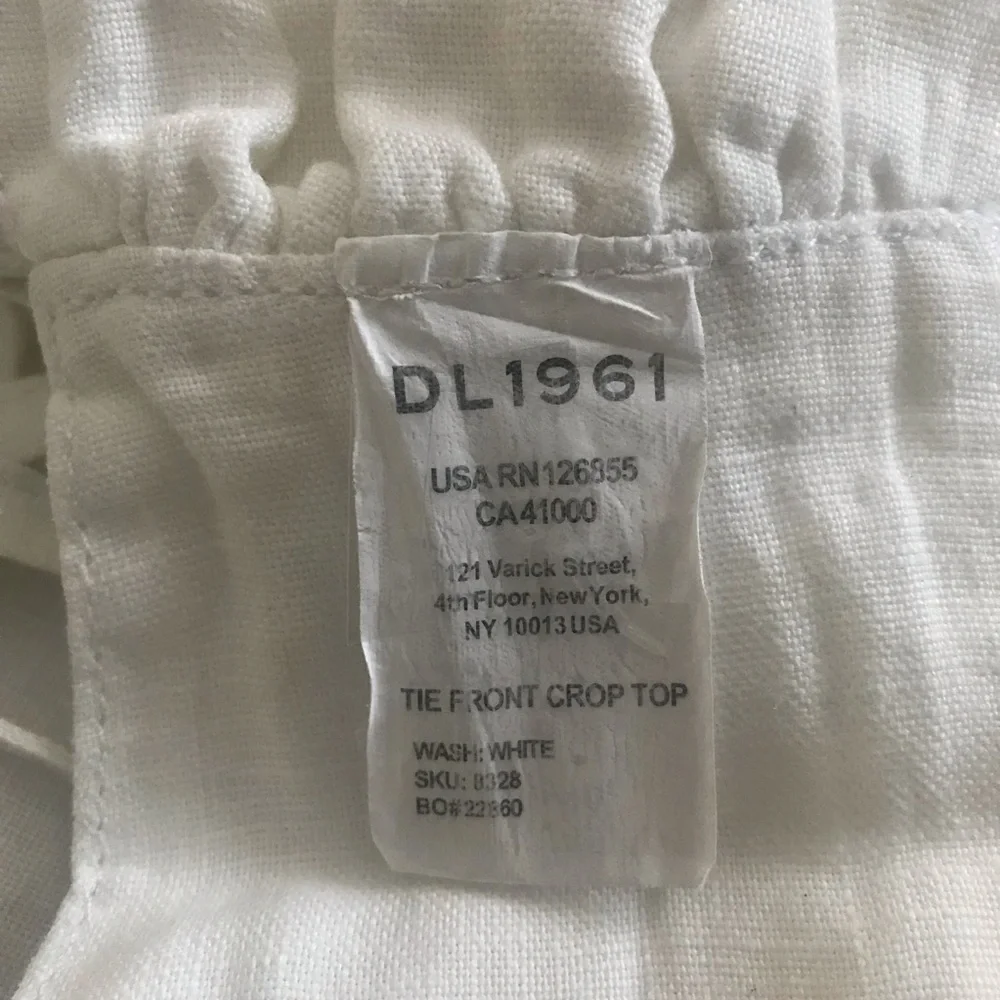 DL1961
USA RN126855
CA41000
121 Varick Street,
4th Floor, New York,
NY 10013 USA
TIE FRONT CROP TOP
WASH: WHITE
SKU: 8328
BO#22860